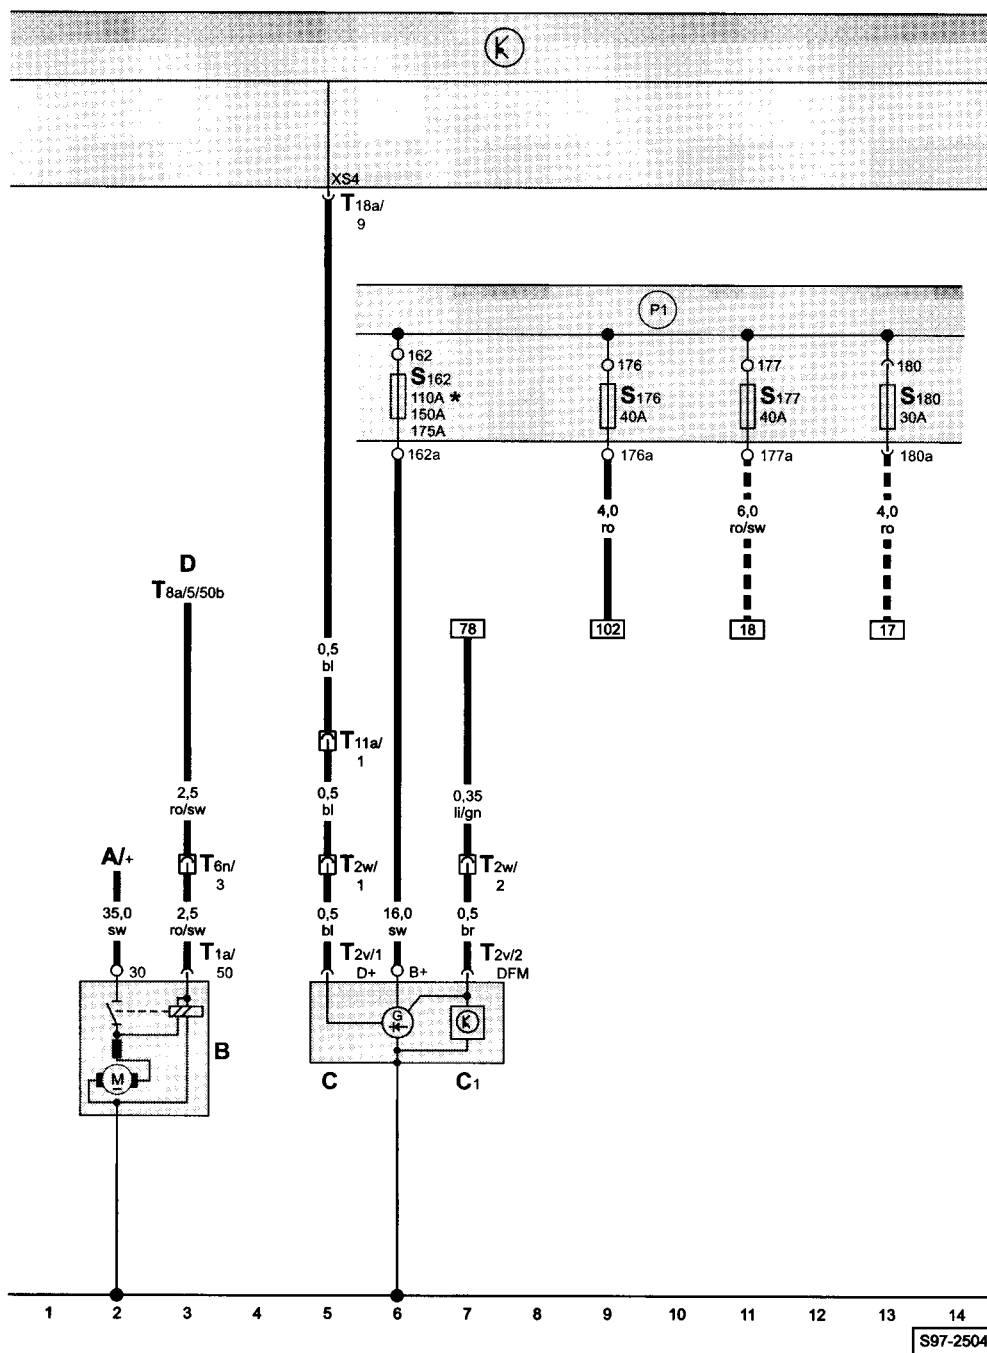 XS4
T18a/
9
P1
162
S162
110A *
150A
175A
162a
176
S176
40A
176a
177
S177
40A
177a
180
S180
30A
180a
4,0
ro
6,0
ro/sw
4,0
ro
D
T8a/5/50b
78
102
18
17
0,5
bl
T11a/
1
2,5
ro/sw
0,5
bl
0,35
li/gn
A/+
T6n/
3
T2w/
1
T2w/
2
35,0
sw
2,5
ro/sw
0,5
bl
16,0
sw
0,5
br
T1a/
50
T2v/1
D+
B+
T2v/2
DFM
30
G
B
M
C
C1
1 2 3 4 5 6 7 8 9 10 11 12 13 14
S97-2504